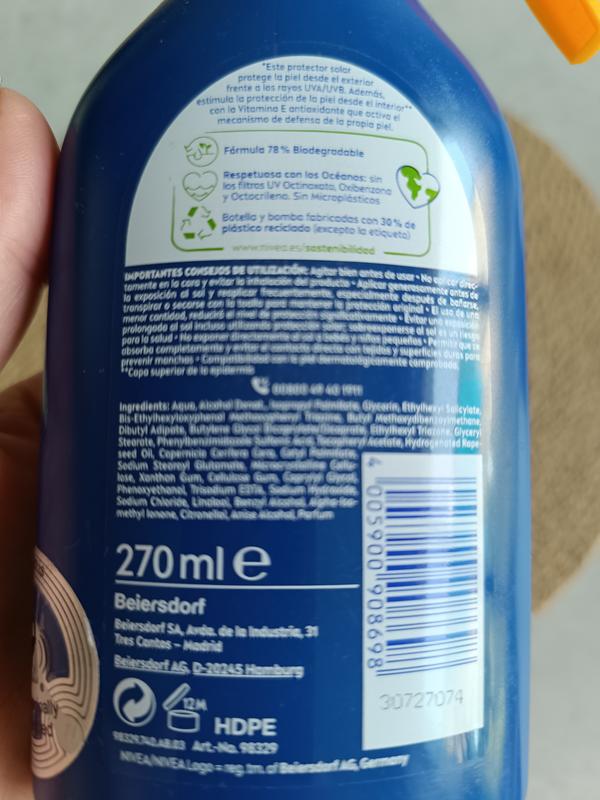 *Este protector solar
protege la piel desde el exterior
frente a los rayos UVA/UVB. Además,
estimula la protección de la piel desde el interior**
con la Vitamina E antioxidante que activa el
mecanismo de defensa de la propia piel.
Fórmula 78% Biodegradable
Respetuosa con los Océanos: sin
los filtros UV Octinoxato, Oxibenzona
y Octocrileno. Sin Microplásticos
Botella y bomba fabricadas con 30% de
plástico reciclado (excepto la etiqueta)
www.nivea.es/sostenibilidad
IMPORTANTES CONSEJOS DE UTILIZACIÓN: Agitar bien antes de usar • No aplicar direc-
tamente en la cara y evitar la inhalación del producto • Aplicar generosamente antes de
la exposición al sol y reaplicar frecuentemente, especialmente después de bañarse,
transpirar o secarse con la toalla para mantener la protección original • El uso de una
menor cantidad, reducirá el nivel de protección significativamente • Evitar una exposición
prolongada al sol incluso utilizando protección solar, sobreexponerse al sol es un riesgo
para la salud • No exponer directamente al sol a bebés y niños pequeños • Permitir que se
absorba completamente y evitar el contacto directo con tejidos y superficies duras para
prevenir manchas • Compatibilidad con la piel dermatológicamente comprobada.
**Capa superior de la epidermis
00800 49 40 1911
Ingredients: Aqua, Alcohol Denat., Isopropyl Palmitate, Glycerin, Ethylhexyl Salicylate,
Bis-Ethylhexyloxyphenol Methoxyphenyl Triazine, Butyl Methoxydibenzoylmethane,
Dibutyl Adipate, Butylene Glycol Dicaprylate/Dicaprate, Ethylhexyl Triazone, Glyceryl
Stearate, Phenylbenzimidazole Sulfonic Acid, Tocopheryl Acetate, Hydrogenated Rape-
seed Oil, Copernicia Cerifera Cera, Cetyl Palmitate,
Sodium Stearoyl Glutamate, Microcrystalline Cellu-
lose, Xanthan Gum, Cellulose Gum, Caprylyl Glycol,
Phenoxyethanol, Trisodium EDTA, Sodium Hydroxide,
Sodium Chloride, Linalool, Benzyl Alcohol, Alpha-Iso-
methyl Ionone, Citronellol, Anise Alcohol, Parfum
4 005900 908698
270 ml e
Beiersdorf
Beiersdorf SA, Avda. de la Industria, 31
Tres Cantos – Madrid
Beiersdorf AG, D-20245 Hamburg
30727074
12M
HDPE
98329.740.AB.03 Art.-No. 98329
NIVEA/NIVEA Logo = reg. tm. of Beiersdorf AG, Germany